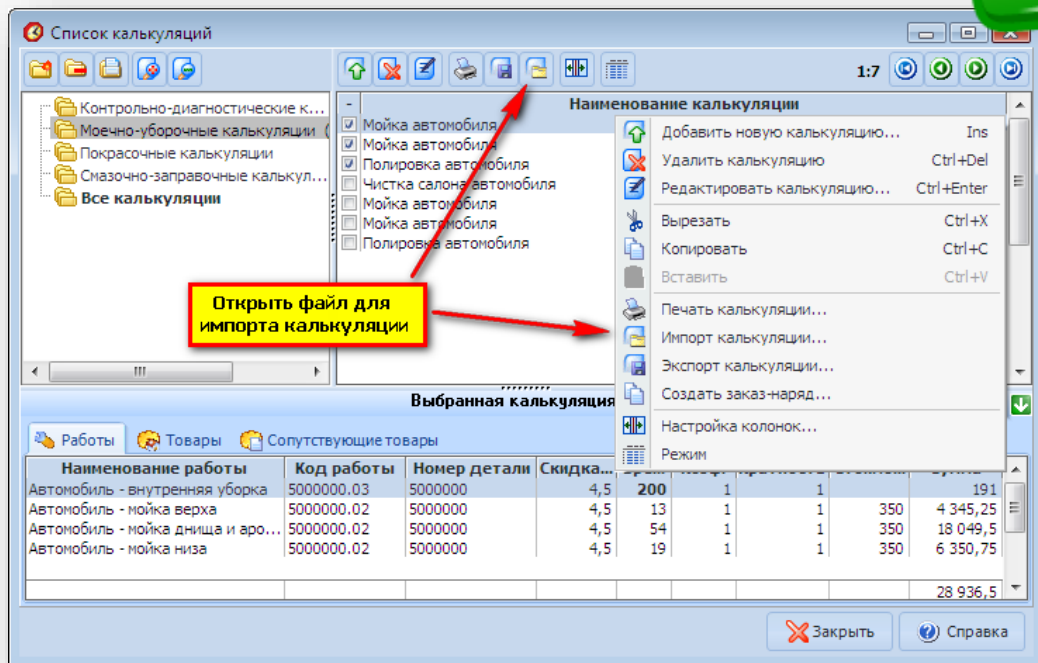 Список калькуляций
1:7
Контрольно-диагностические к...
Моечно-уборочные калькуляции (
Покрасочные калькуляции
Смазочно-заправочные калькул...
Все калькуляции
- Наименование калькуляции
Мойка автомобиля
Мойка автомобиля
Полировка автомобиля
Чистка салона автомобиля
Мойка автомобиля
Мойка автомобиля
Полировка автомобиля
Добавить новую калькуляцию... Ins
Удалить калькуляцию Ctrl+Del
Редактировать калькуляцию... Ctrl+Enter
Вырезать Ctrl+X
Копировать Ctrl+C
Вставить Ctrl+V
Печать калькуляции...
Импорт калькуляции...
Экспорт калькуляции...
Создать заказ-наряд...
Настройка колонок...
Режим
Открыть файл для
импорта калькуляции
Выбранная калькуляция
Работы Товары Сопутствующие товары
Наименование работы Код работы Номер детали Скидка...
Автомобиль - внутренняя уборка 5000000.03 5000000 4,5 200 1 1 191
Автомобиль - мойка верха 5000000.02 5000000 4,5 13 1 1 350 4 345,25
Автомобиль - мойка днища и аро... 5000000.02 5000000 4,5 54 1 1 350 18 049,5
Автомобиль - мойка низа 5000000.02 5000000 4,5 19 1 1 350 6 350,75
28 936,5
Закрыть Справка